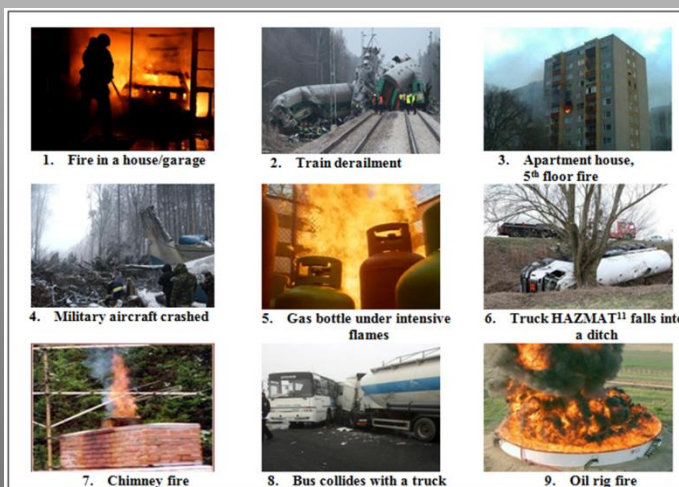 1. Fire in a house/garage
2. Train derailment
3. Apartment house,
5th floor fire
4. Military aircraft crashed
5. Gas bottle under intensive
flames
6. Truck HAZMAT11 falls into
a ditch
7. Chimney fire
8. Bus collides with a truck
9. Oil rig fire